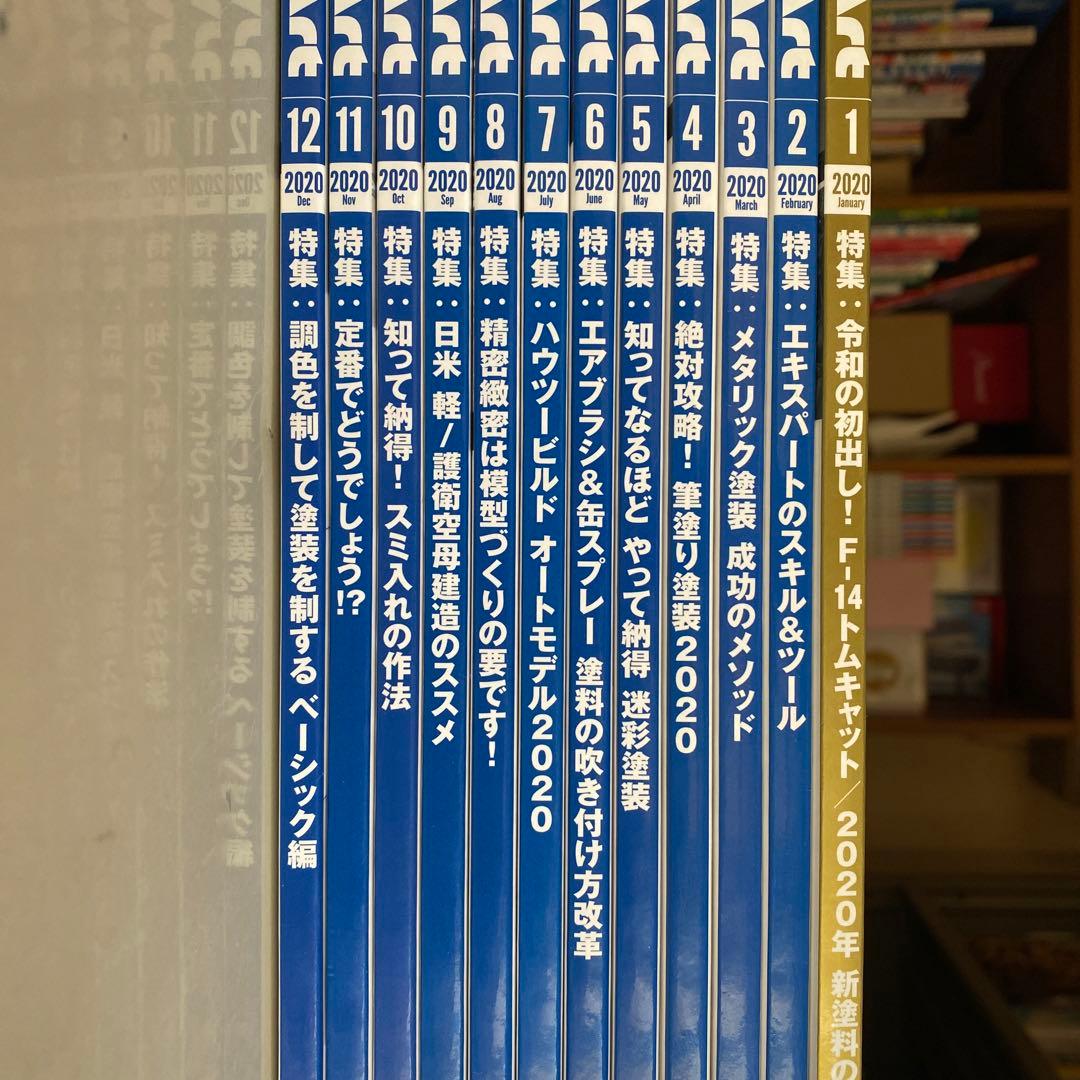 12
2020
Dec
特集：調色を制して塗装を制する ベーシック編
11
2020
Nov
特集：定番でどうでしょう!?
10
2020
Oct
特集：知って納得！ スミ入れの作法
9
2020
Sep
特集：日米 軽/護衛空母建造のススメ
8
2020
Aug
特集：精密緻密は模型づくりの要です！
7
2020
July
特集：ハウツービルド オートモデル2020
6
2020
June
特集：エアブラシ&缶スプレー 塗料の吹き付け方改革
5
2020
May
特集：知ってなるほど やって納得 迷彩塗装
4
2020
April
特集：絶対攻略！ 筆塗り塗装2020
3
2020
March
特集：メタリック塗装 成功のメソッド
2
2020
February
特集：エキスパートのスキル&ツール
1
2020
January
特集：令和の初出し！ F-14トムキャット/2020年 新塗料の